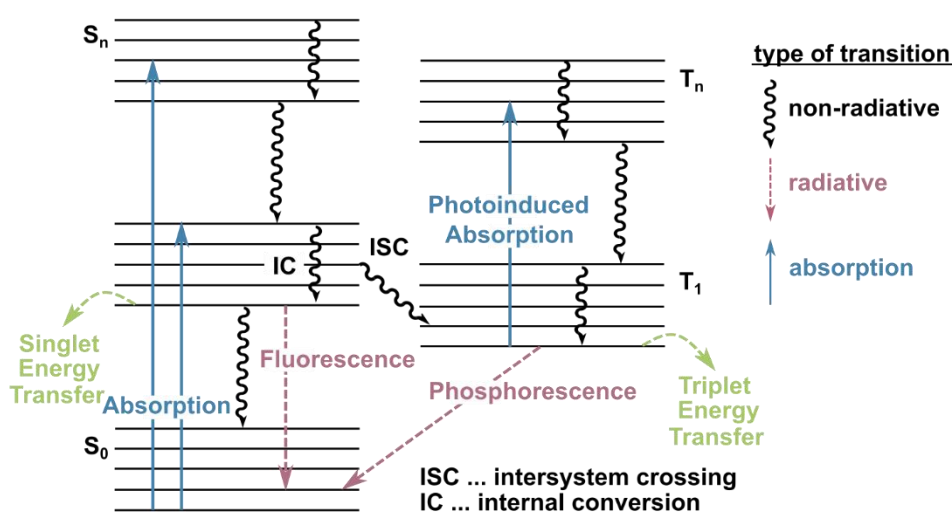 Sn
Tn
type of transition
non-radiative
radiative
absorption
Photoinduced
Absorption
ISC
IC
T1
Singlet
Energy
Transfer
Fluorescence
Absorption
Phosphorescence
Triplet
Energy
Transfer
S0
ISC ... intersystem crossing
IC ... internal conversion